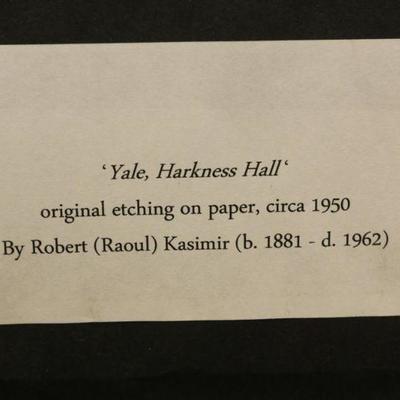 ‘Yale, Harkness Hall‘
original etching on paper, circa 1950
By Robert (Raoul) Kasimir (b. 1881 - d. 1962)